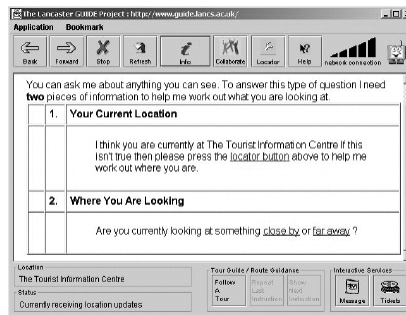 The Lancaster GUIDE Project : http://www.guide.lancs.ac.uk/
Application Bookmark
Back Forward Stop Refresh Info Collaborate Locator Help network connection
You can ask me about anything you can see. To answer this type of question I need
two pieces of information to help me work out what you are looking at.
1. Your Current Location
I think you are currently at The Tourist Information Centre If this
isn't true then please press the locator button above to help me
work out where you are.
2. Where You Are Looking
Are you currently looking at something close by or far away ?
Location
The Tourist Information Centre
Status
Currently receiving location updates
Tour Guide / Route Guidance
Follow A Tour
Repeat Last Instruction
Show Next Instruction
Interactive Services
Message Tickets